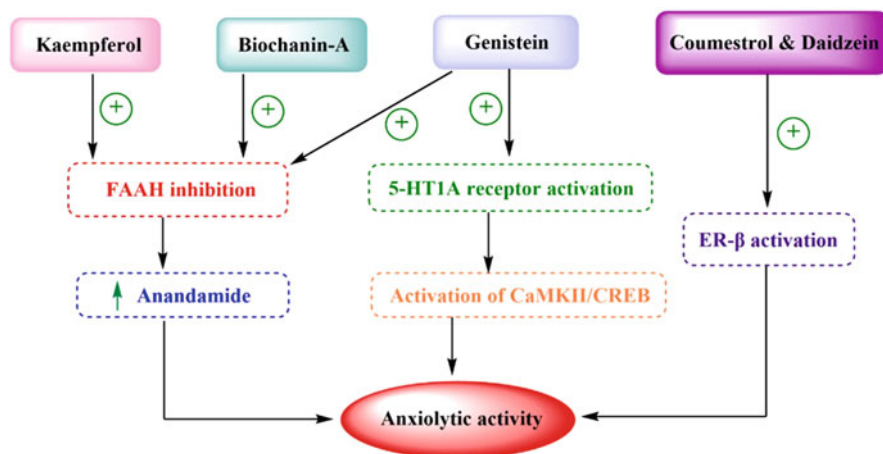 Kaempferol
Biochanin-A
Genistein
Coumestrol & Daidzein
+
+
+
+
+
FAAH inhibition
5-HT1A receptor activation
ER-β activation
Anandamide
Activation of CaMKII/CREB
Anxiolytic activity